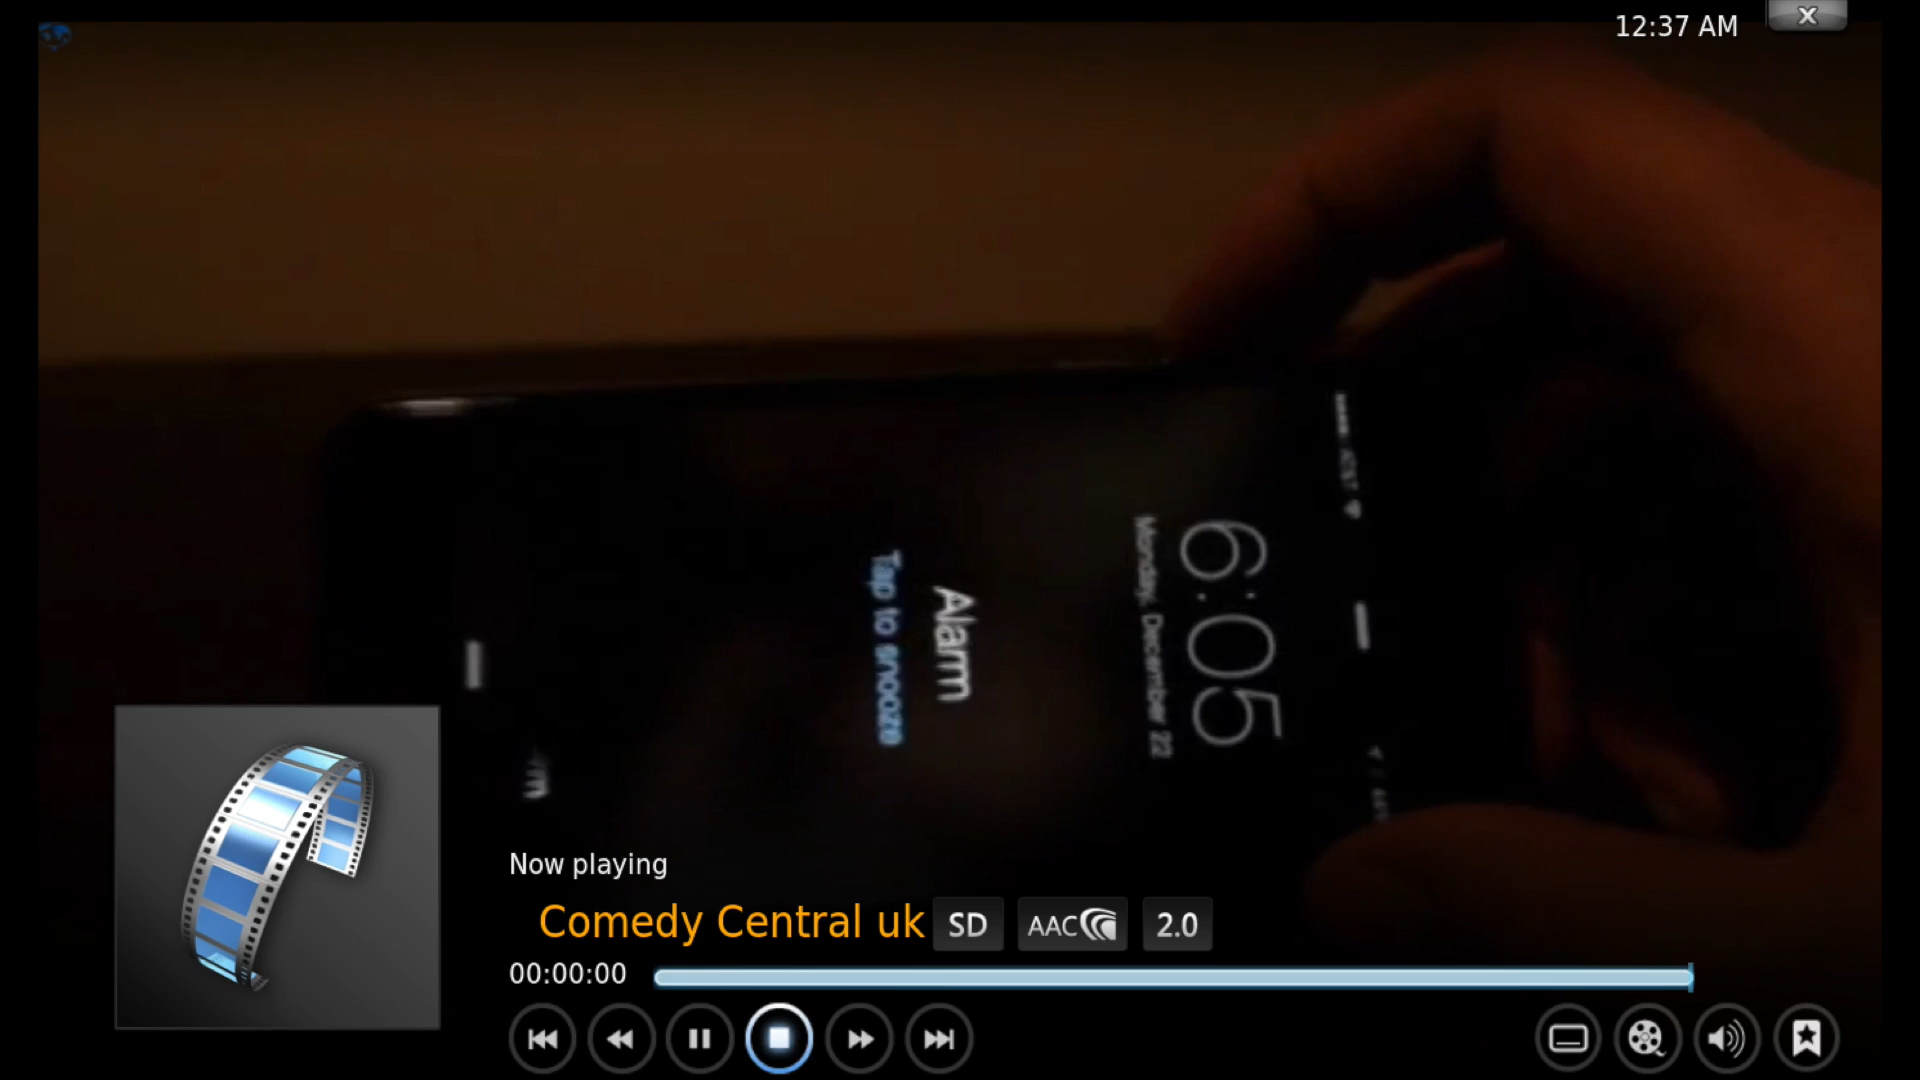 12:37 AM
6:05
Monday, December 22
Alarm
Tap to snooze
Now playing
Comedy Central uk SD AAC 2.0
00:00:00